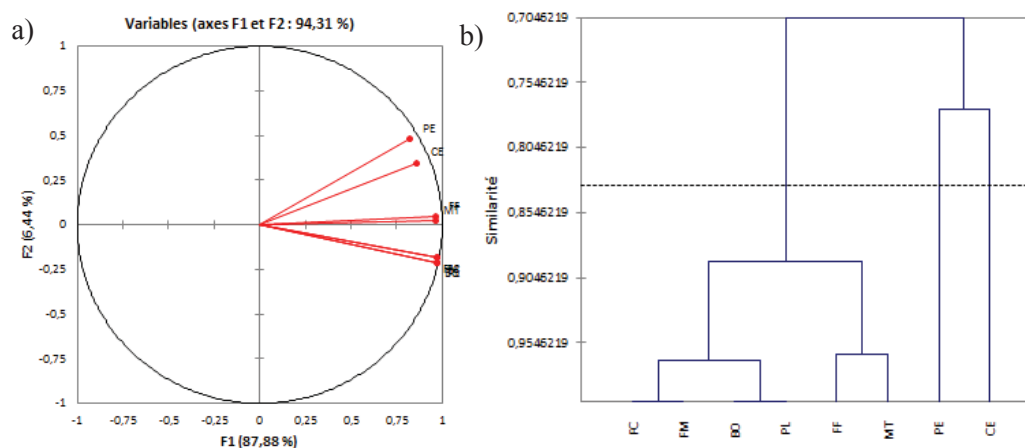 a)
Variables (axes F1 et F2 : 94,31 %)
1
0,75
0,5
0,25
0
-0,25
-0,5
-0,75
-1
F2 (6,44 %)
PE
CE
MT
-1
-0,75
-0,5
-0,25
0
0,25
0,5
0,75
1
F1 (87,88 %)
b)
0,7046219
0,7546219
0,8046219
0,8546219
0,9046219
0,9546219
Similarité
FC
FM
BO
PL
FF
MT
PE
CE